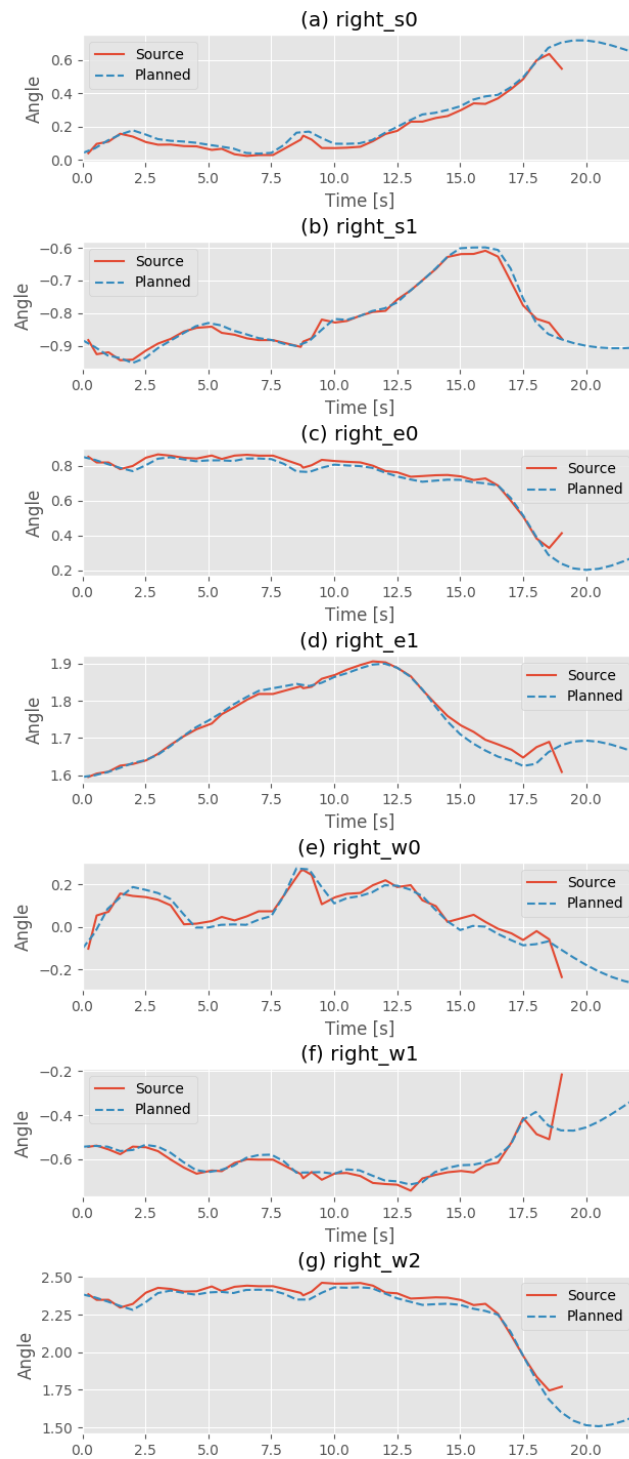 (a) right_s0
Angle
0.6
0.4
0.2
0.0
Source
Planned
0.0 2.5 5.0 7.5 10.0 12.5 15.0 17.5 20.0
Time [s]
(b) right_s1
Angle
−0.6
−0.7
−0.8
−0.9
Source
Planned
0.0 2.5 5.0 7.5 10.0 12.5 15.0 17.5 20.0
Time [s]
(c) right_e0
Angle
0.8
0.6
0.4
0.2
Source
Planned
0.0 2.5 5.0 7.5 10.0 12.5 15.0 17.5 20.0
Time [s]
(d) right_e1
Angle
1.9
1.8
1.7
1.6
Source
Planned
0.0 2.5 5.0 7.5 10.0 12.5 15.0 17.5 20.0
Time [s]
(e) right_w0
Angle
0.2
0.0
−0.2
Source
Planned
0.0 2.5 5.0 7.5 10.0 12.5 15.0 17.5 20.0
Time [s]
(f) right_w1
Angle
−0.2
−0.4
−0.6
Source
Planned
0.0 2.5 5.0 7.5 10.0 12.5 15.0 17.5 20.0
Time [s]
(g) right_w2
Angle
2.50
2.25
2.00
1.75
1.50
Source
Planned
0.0 2.5 5.0 7.5 10.0 12.5 15.0 17.5 20.0
Time [s]